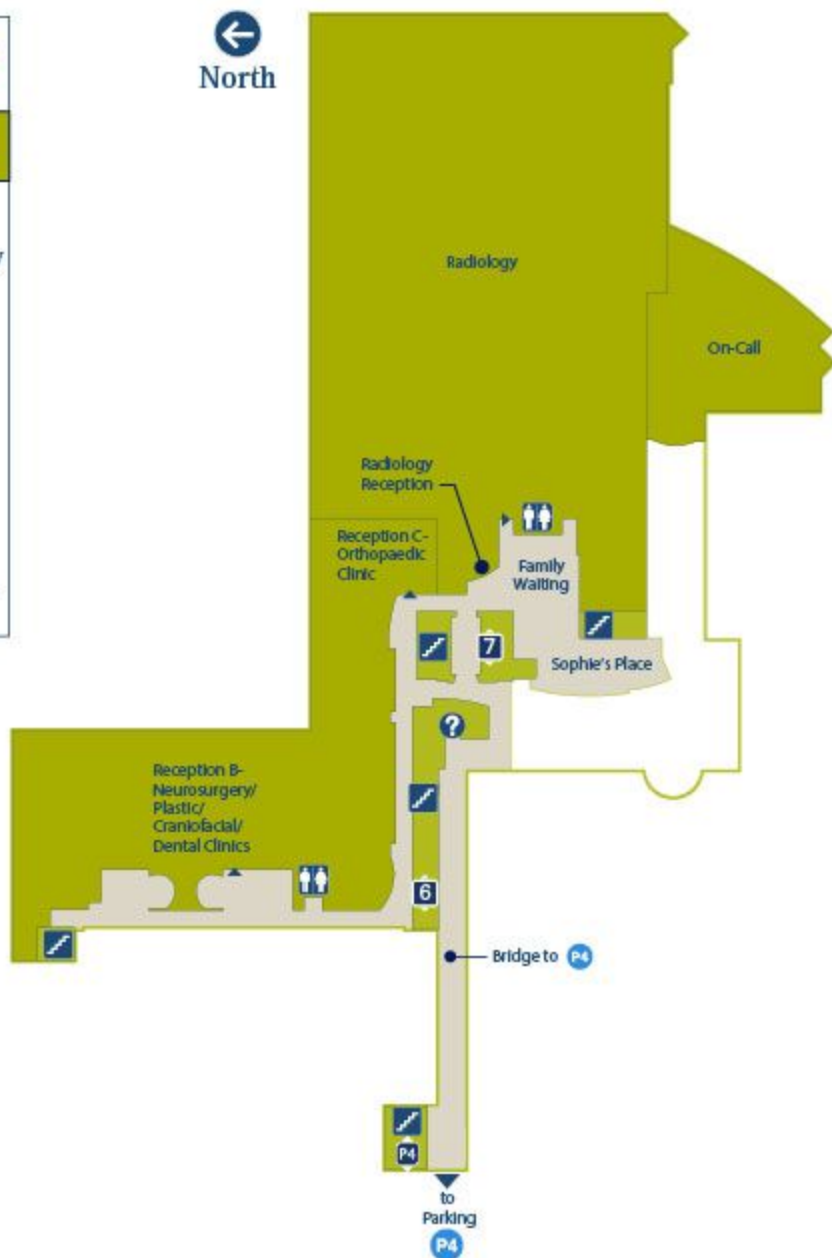 North
Radiology
On-Call
Radiology
Reception
Reception C-
Orthopaedic
Clinic
Family
Waiting
7
Sophie's Place
?
Reception B-
Neurosurgery/
Plastic/
Craniofacial/
Dental Clinics
6
Bridge to P4
P4
to
Parking
P4